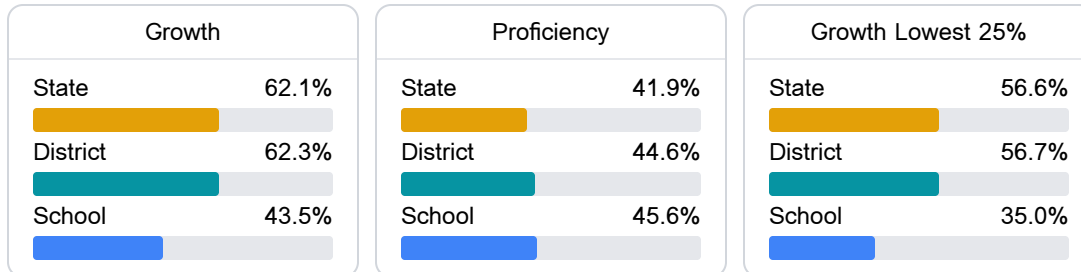 Growth
State 62.1%
District 62.3%
School 43.5%
Proficiency
State 41.9%
District 44.6%
School 45.6%
Growth Lowest 25%
State 56.6%
District 56.7%
School 35.0%